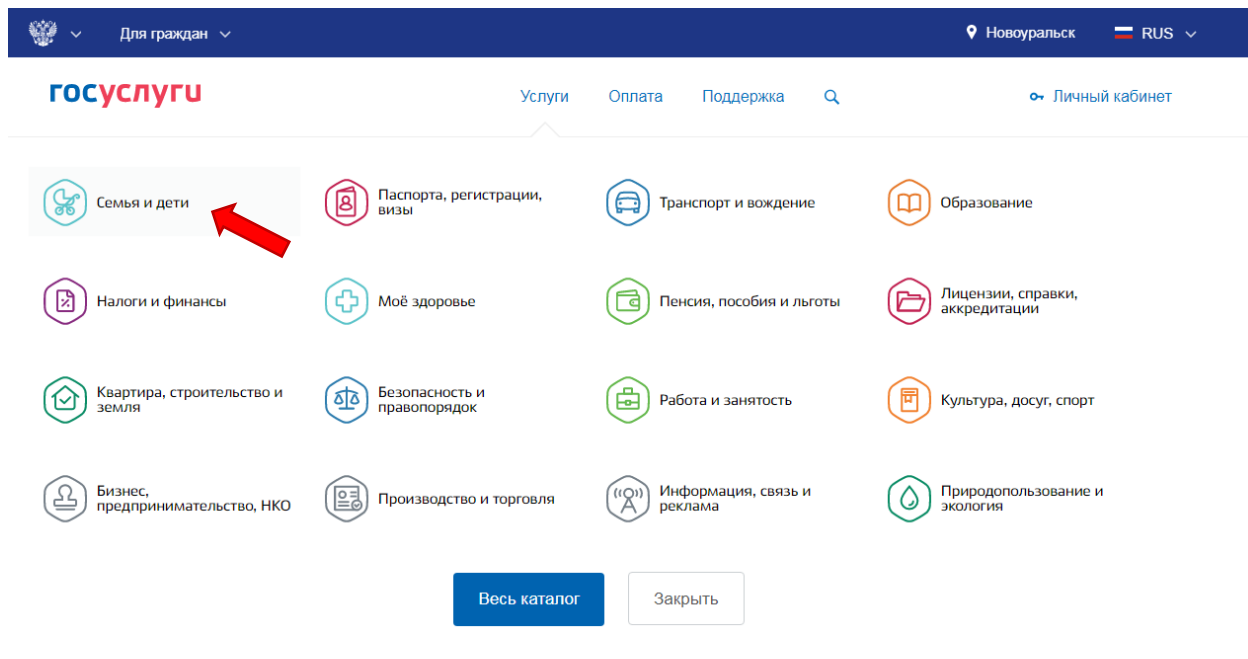 Для граждан
Новоуральск
RUS
госуслуги
Услуги
Оплата
Поддержка
Личный кабинет
Семья и дети
Паспорта, регистрации,
визы
Транспорт и вождение
Образование
Налоги и финансы
Моё здоровье
Пенсия, пособия и льготы
Лицензии, справки,
аккредитации
Квартира, строительство и
земля
Безопасность и
правопорядок
Работа и занятость
Культура, досуг, спорт
Бизнес,
предпринимательство, НКО
Производство и торговля
Информация, связь и
реклама
Природопользование и
экология
Весь каталог
Закрыть